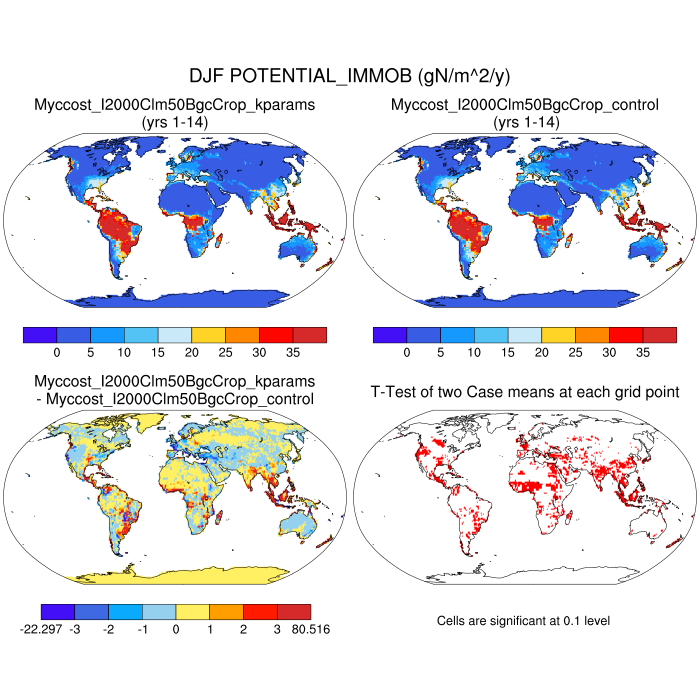 DJF POTENTIAL_IMMOB (gN/m^2/y)
Myccost_I2000Clm50BgcCrop_kparams
(yrs 1-14)
Myccost_I2000Clm50BgcCrop_control
(yrs 1-14)
0 5 10 15 20 25 30 35
0 5 10 15 20 25 30 35
Myccost_I2000Clm50BgcCrop_kparams
- Myccost_I2000Clm50BgcCrop_control
T-Test of two Case means at each grid point
-22.297 -3 -2 -1 0 1 2 3 80.516
Cells are significant at 0.1 level